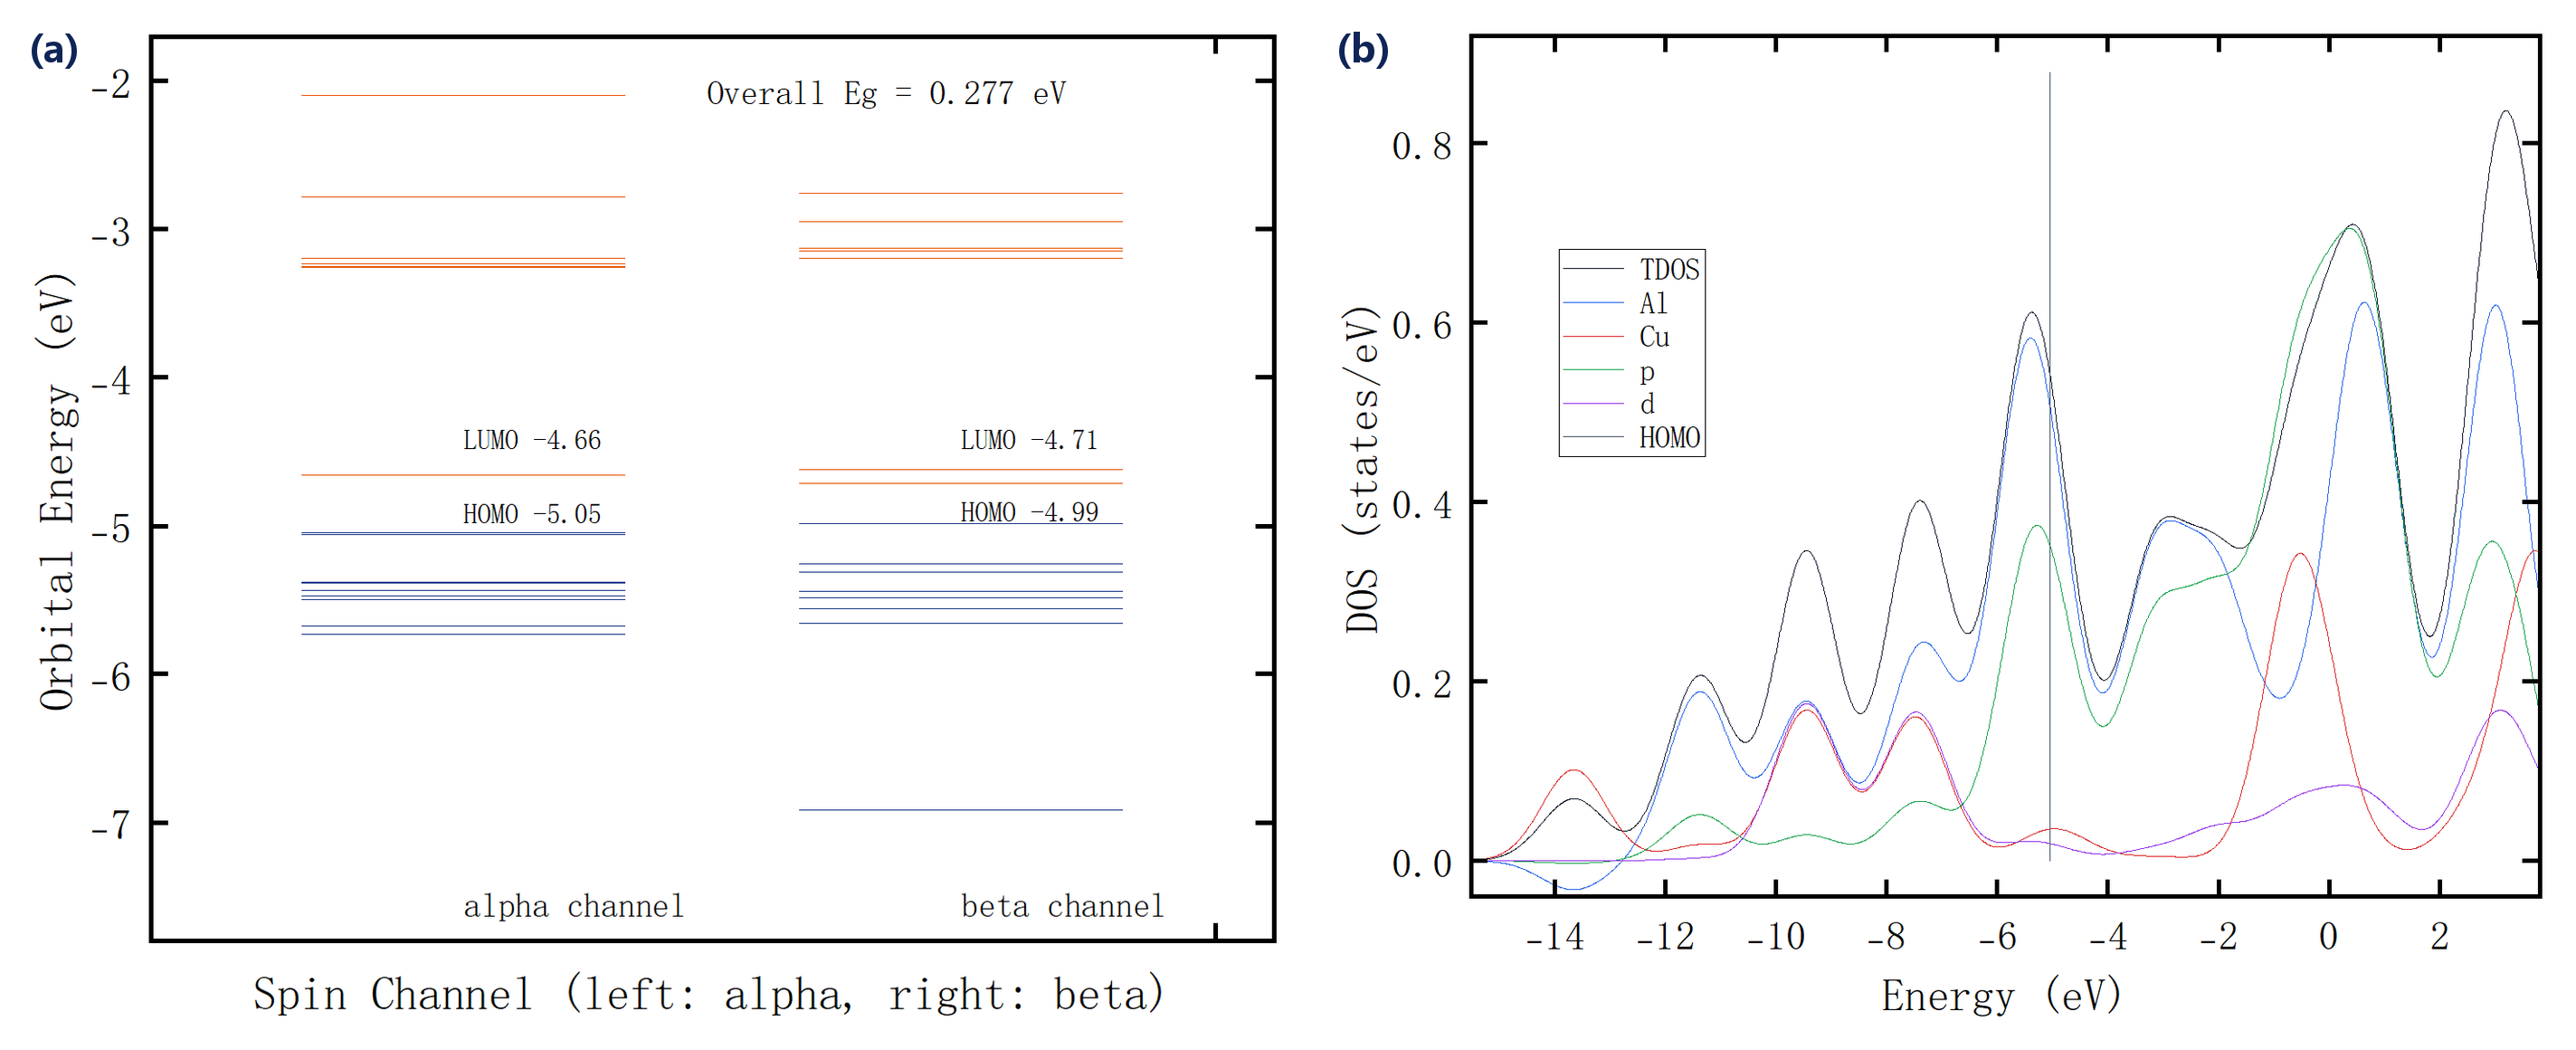 (a)
Orbital Energy (eV)
-2
-3
-4
-5
-6
-7
Overall Eg = 0.277 eV
LUMO -4.66
LUMO -4.71
HOMO -5.05
HOMO -4.99
alpha channel
beta channel
Spin Channel (left: alpha, right: beta)
(b)
DOS (states/eV)
0.8
0.6
0.4
0.2
0.0
TDOS
Al
Cu
p
d
HOMO
-14 -12 -10 -8 -6 -4 -2 0 2
Energy (eV)